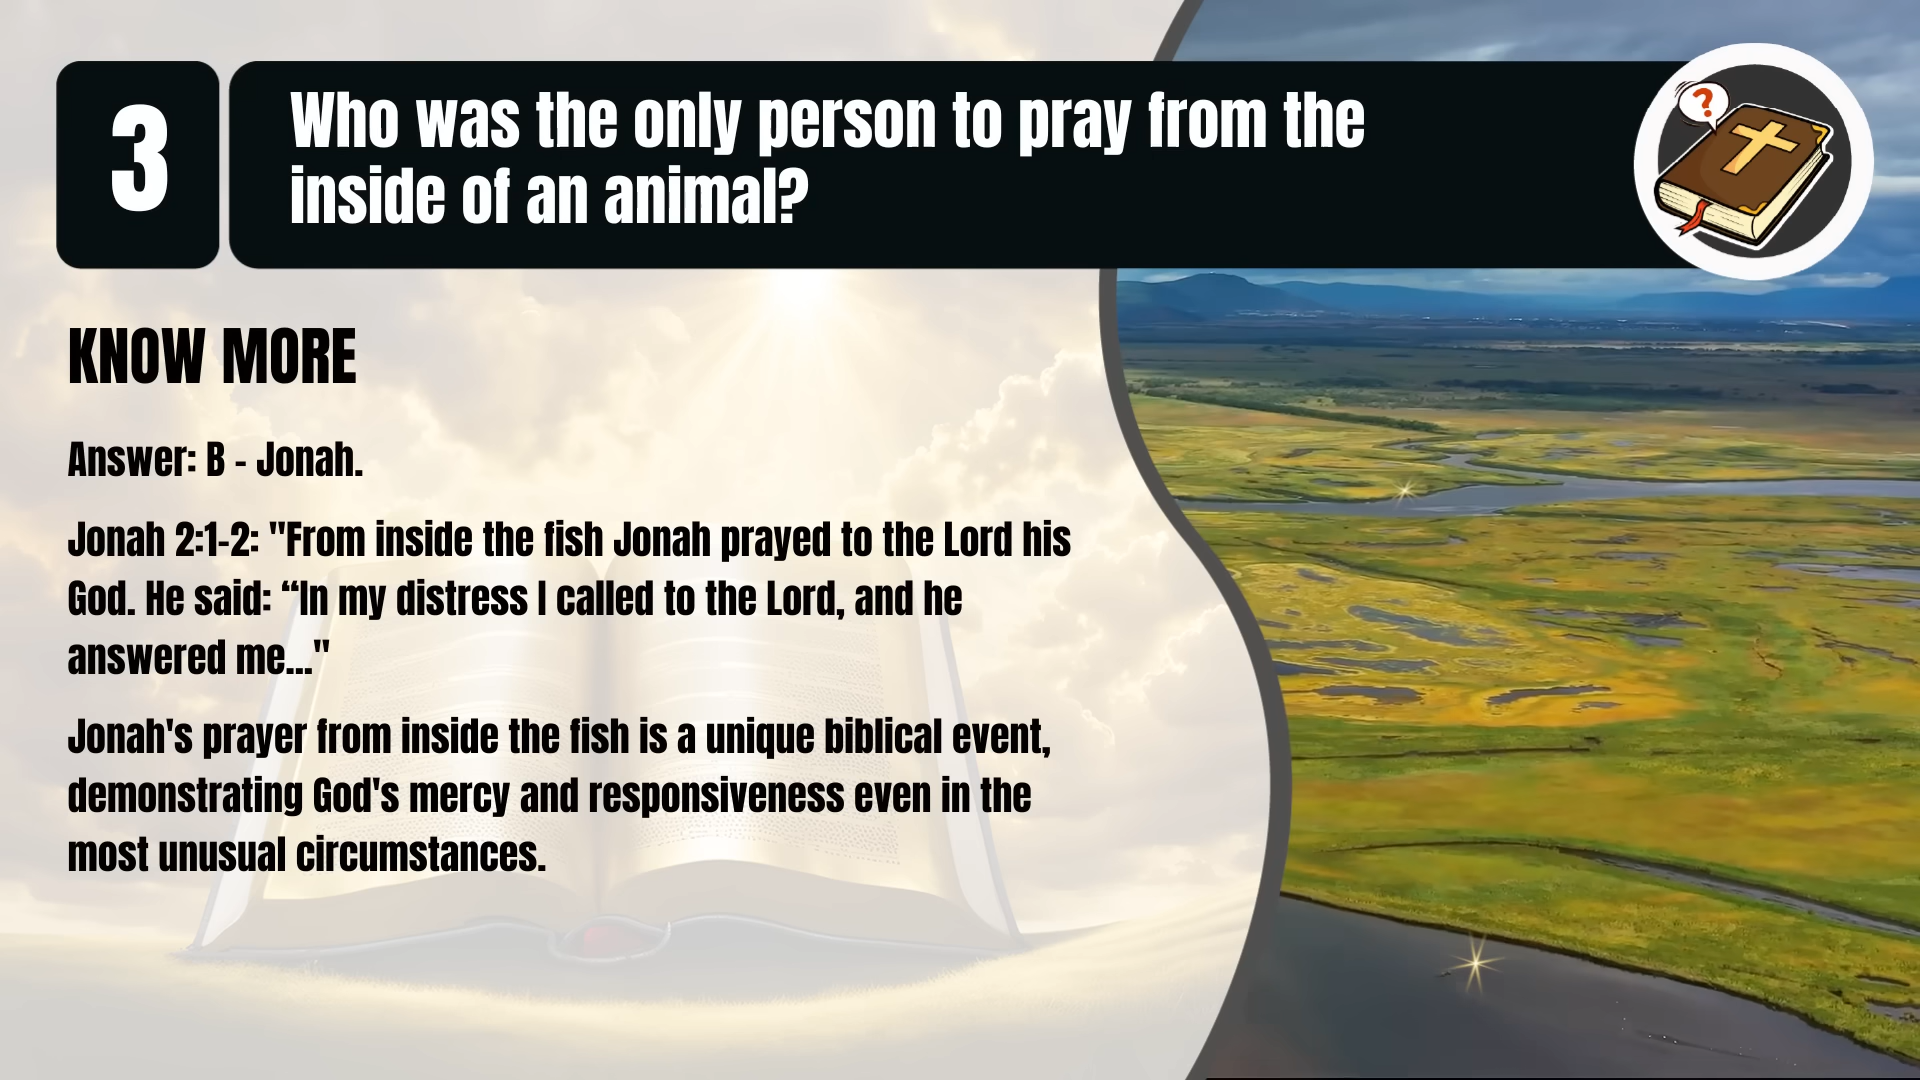 3
Who was the only person to pray from the
inside of an animal?
?
KNOW MORE
Answer: B - Jonah.
Jonah 2:1-2: "From inside the fish Jonah prayed to the Lord his
God. He said: “In my distress I called to the Lord, and he
answered me..."
Jonah's prayer from inside the fish is a unique biblical event,
demonstrating God's mercy and responsiveness even in the
most unusual circumstances.